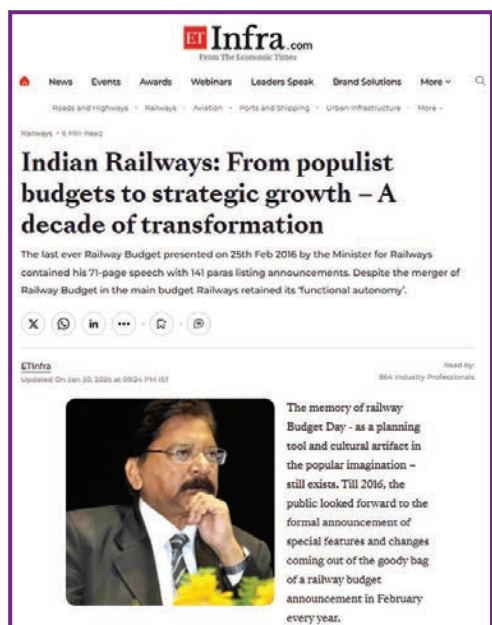 ET Infra.com
From The Economic Times
News Events Awards Webinars Leaders Speak Brand Solutions More
Roads and Highways • Railways • Aviation • Ports and Shipping • Urban Infrastructure • More
Railways • 6 Min Read
Indian Railways: From populist
budgets to strategic growth – A
decade of transformation
The last ever Railway Budget presented on 25th Feb 2016 by the Minister for Railways
contained his 71-page speech with 141 paras listing announcements. Despite the merger of
Railway Budget in the main budget Railways retained its 'functional autonomy'.
X in
ETInfra
Read by:
Updated On Jan 30, 2025 at 09:24 PM IST
864 Industry Professionals
The memory of railway
Budget Day - as a planning
tool and cultural artifact in
the popular imagination –
still exists. Till 2016, the
public looked forward to the
formal announcement of
special features and changes
coming out of the goody bag
of a railway budget
announcement in February
every year.